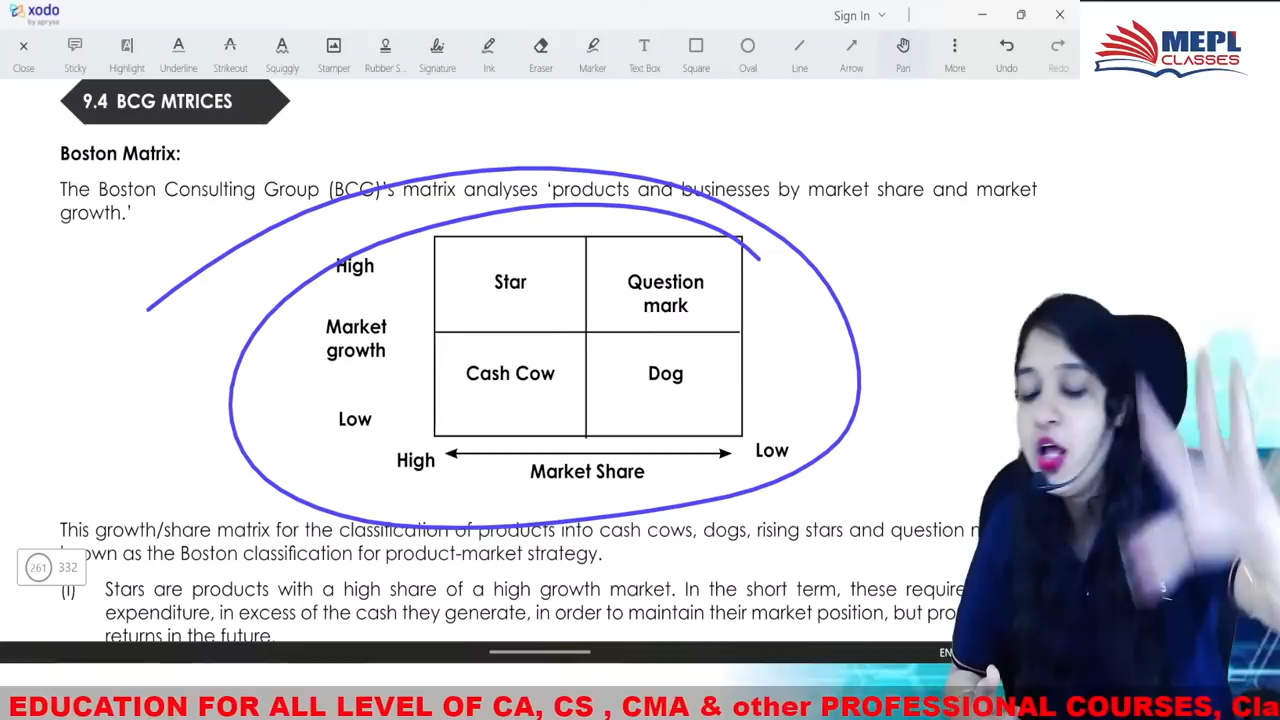 xodo
by apryse
Sign In
Close Sticky Highlight Underline Strikeout Squiggly Stamper Rubber Signature Pencil Eraser Marker Text Box Square Oval Line Arrow Pan More Undo Redo
MEPL
CLASSES
9.4 BCG MTRICES
Boston Matrix:
The Boston Consulting Group (BCG)'s matrix analyses ‘products and businesses by market share and market
growth.’
High
Star
Question
mark
Market
growth
Cash Cow
Dog
Low
High
Low
Market Share
This growth/share matrix for the classification of products into cash cows, dogs, rising stars and question
as the Boston classification for product-market strategy.
261 332
(i) Stars are products with a high share of a high growth market. In the short term, these require
expenditure, in excess of the cash they generate, in order to maintain their market position, but
returns in the future.
EDUCATION FOR ALL LEVEL OF CA, CS , CMA & other PROFESSIONAL COURSES,